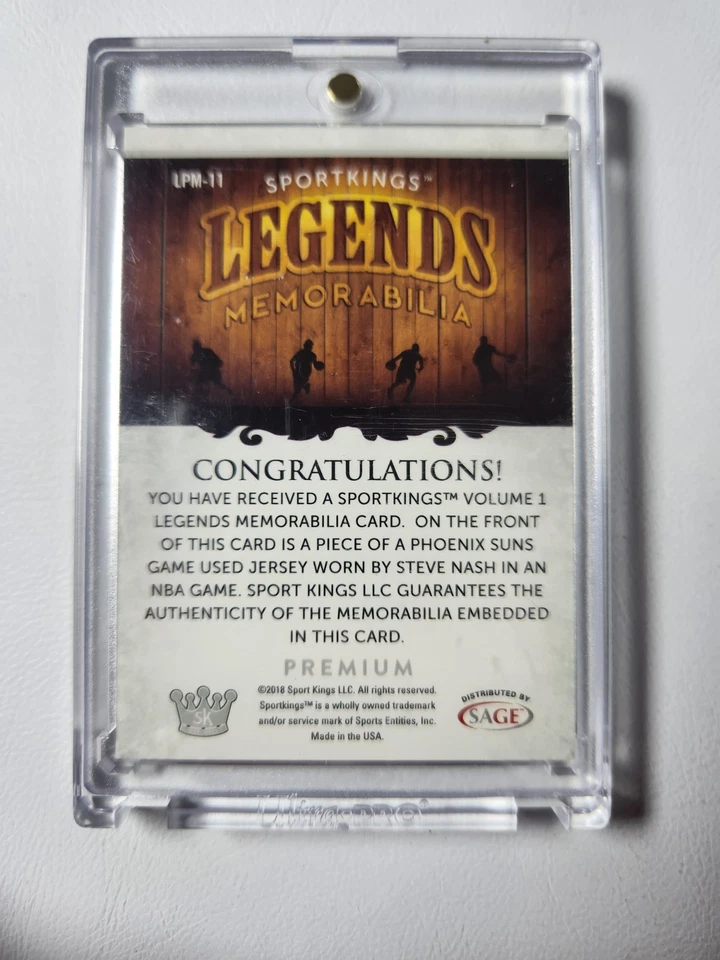 LPM-11
SPORTKINGS™
LEGENDS
MEMORABILIA
CONGRATULATIONS!
YOU HAVE RECEIVED A SPORTKINGS™ VOLUME 1
LEGENDS MEMORABILIA CARD. ON THE FRONT
OF THIS CARD IS A PIECE OF A PHOENIX SUNS
GAME USED JERSEY WORN BY STEVE NASH IN AN
NBA GAME. SPORT KINGS LLC GUARANTEES THE
AUTHENTICITY OF THE MEMORABILIA EMBEDDED
IN THIS CARD.
PREMIUM
SK
©2018 Sport Kings LLC. All rights reserved.
Sportkings™ is a wholly owned trademark
and/or service mark of Sports Entities, Inc.
Made in the USA.
DISTRIBUTED BY
SAGE™
Ultra PRO®